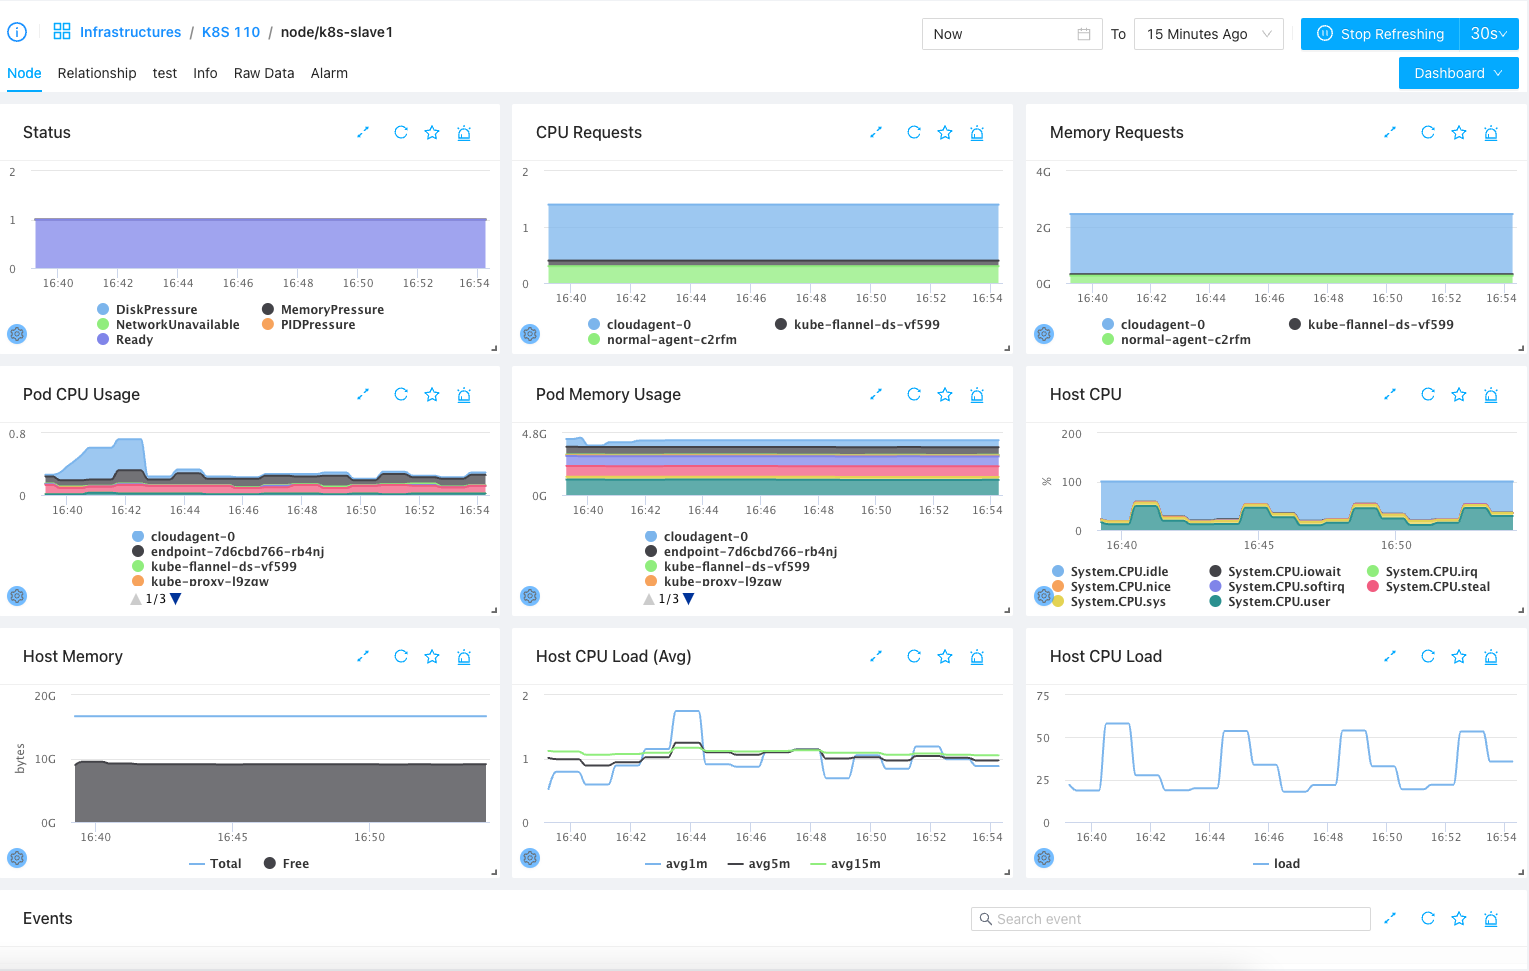 Infrastructures / K8S 110 / node/k8s-slave1
Now To 15 Minutes Ago Stop Refreshing 30s
Node Relationship test Info Raw Data Alarm
Dashboard
Status
2
1
0
16:40 16:42 16:44 16:46 16:48 16:50 16:52 16:54
DiskPressure MemoryPressure
NetworkUnavailable PIDPressure
Ready
CPU Requests
2
1
0
16:40 16:42 16:44 16:46 16:48 16:50 16:52 16:54
cloudagent-0 kube-flannel-ds-vf599
normal-agent-c2rfm
Memory Requests
4G
2G
0G
16:40 16:42 16:44 16:46 16:48 16:50 16:52 16:54
cloudagent-0 kube-flannel-ds-vf599
normal-agent-c2rfm
Pod CPU Usage
0.8
0
16:40 16:42 16:44 16:46 16:48 16:50 16:52 16:54
cloudagent-0
endpoint-7d6cbd766-rb4nj
kube-flannel-ds-vf599
kube-proxy-l9zqw
1/3
Pod Memory Usage
4.8G
0G
16:40 16:42 16:44 16:46 16:48 16:50 16:52 16:54
cloudagent-0
endpoint-7d6cbd766-rb4nj
kube-flannel-ds-vf599
kube-proxy-l9zqw
1/3
Host CPU
200
%
100
0
16:40 16:45 16:50
System.CPU.idle System.CPU.iowait System.CPU.irq
System.CPU.nice System.CPU.softirq System.CPU.steal
System.CPU.sys System.CPU.user
Host Memory
20G
bytes
10G
0G
16:40 16:45 16:50
Total Free
Host CPU Load (Avg)
2
1
0
16:40 16:42 16:44 16:46 16:48 16:50 16:52 16:54
avg1m avg5m avg15m
Host CPU Load
75
50
25
0
16:40 16:42 16:44 16:46 16:48 16:50 16:52 16:54
load
Events
Search event